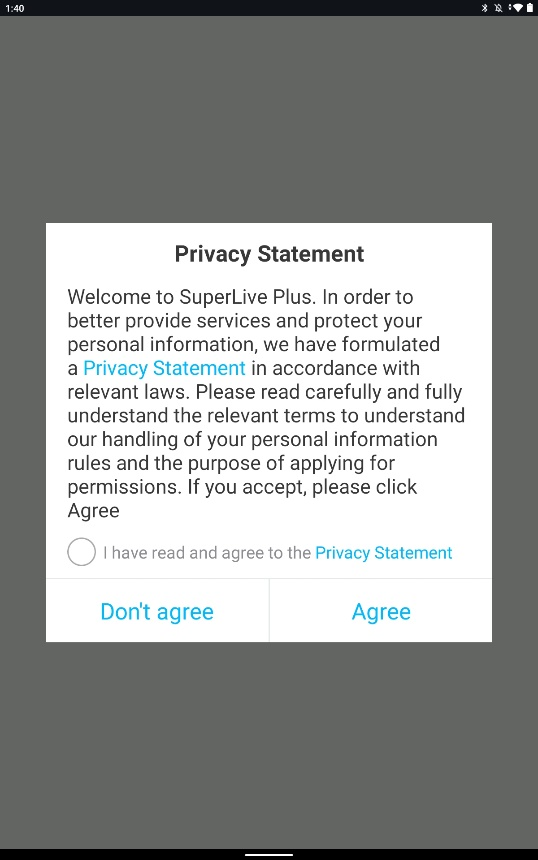 1:40
Privacy Statement
Welcome to SuperLive Plus. In order to
better provide services and protect your
personal information, we have formulated
a Privacy Statement in accordance with
relevant laws. Please read carefully and fully
understand the relevant terms to understand
our handling of your personal information
rules and the purpose of applying for
permissions. If you accept, please click
Agree
I have read and agree to the Privacy Statement
Don't agree
Agree